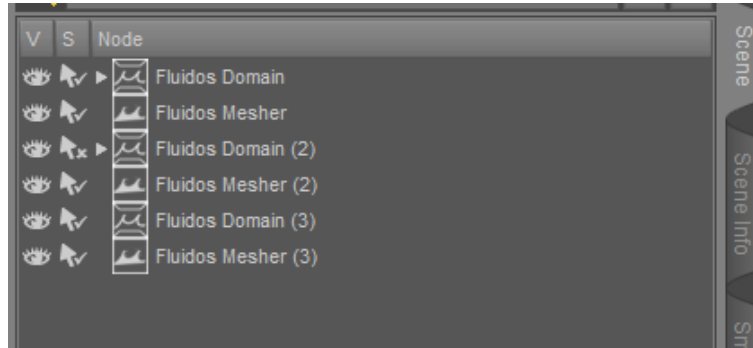 V S Node
Fluidos Domain
Fluidos Mesher
Fluidos Domain (2)
Fluidos Mesher (2)
Fluidos Domain (3)
Fluidos Mesher (3)
Scene
Scene Info